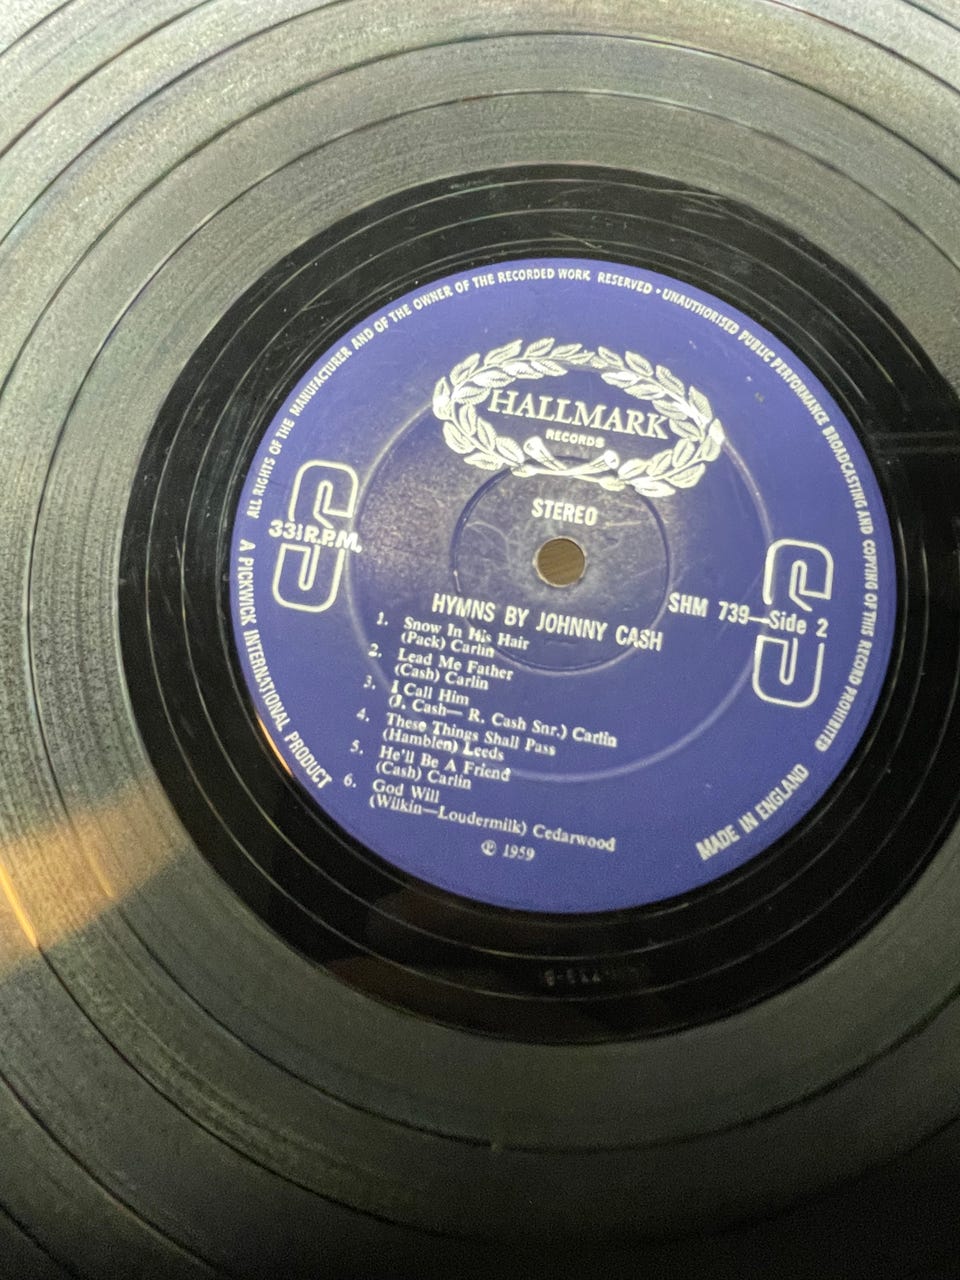 ALL RIGHTS OF THE MANUFACTURER AND OF THE OWNER OF THE RECORDED WORK RESERVED • UNAUTHORISED PUBLIC PERFORMANCE BROADCASTING AND COPYING OF THIS RECORD PROHIBITED
HALLMARK
RECORDS
STEREO
33⅓ R.P.M.
HYMNS BY JOHNNY CASH
SHM 739—Side 2
1. Snow In His Hair
(Pack) Carlin
2. Lead Me Father
(Cash) Carlin
3. I Call Him
(J. Cash— R. Cash Snr.) Carlin
4. These Things Shall Pass
(Hamblen) Leeds
5. He'll Be A Friend
(Cash) Carlin
6. God Will
(Wilkin—Loudermilk) Cedarwood
℗ 1959
A PICKWICK INTERNATIONAL PRODUCT
MADE IN ENGLAND